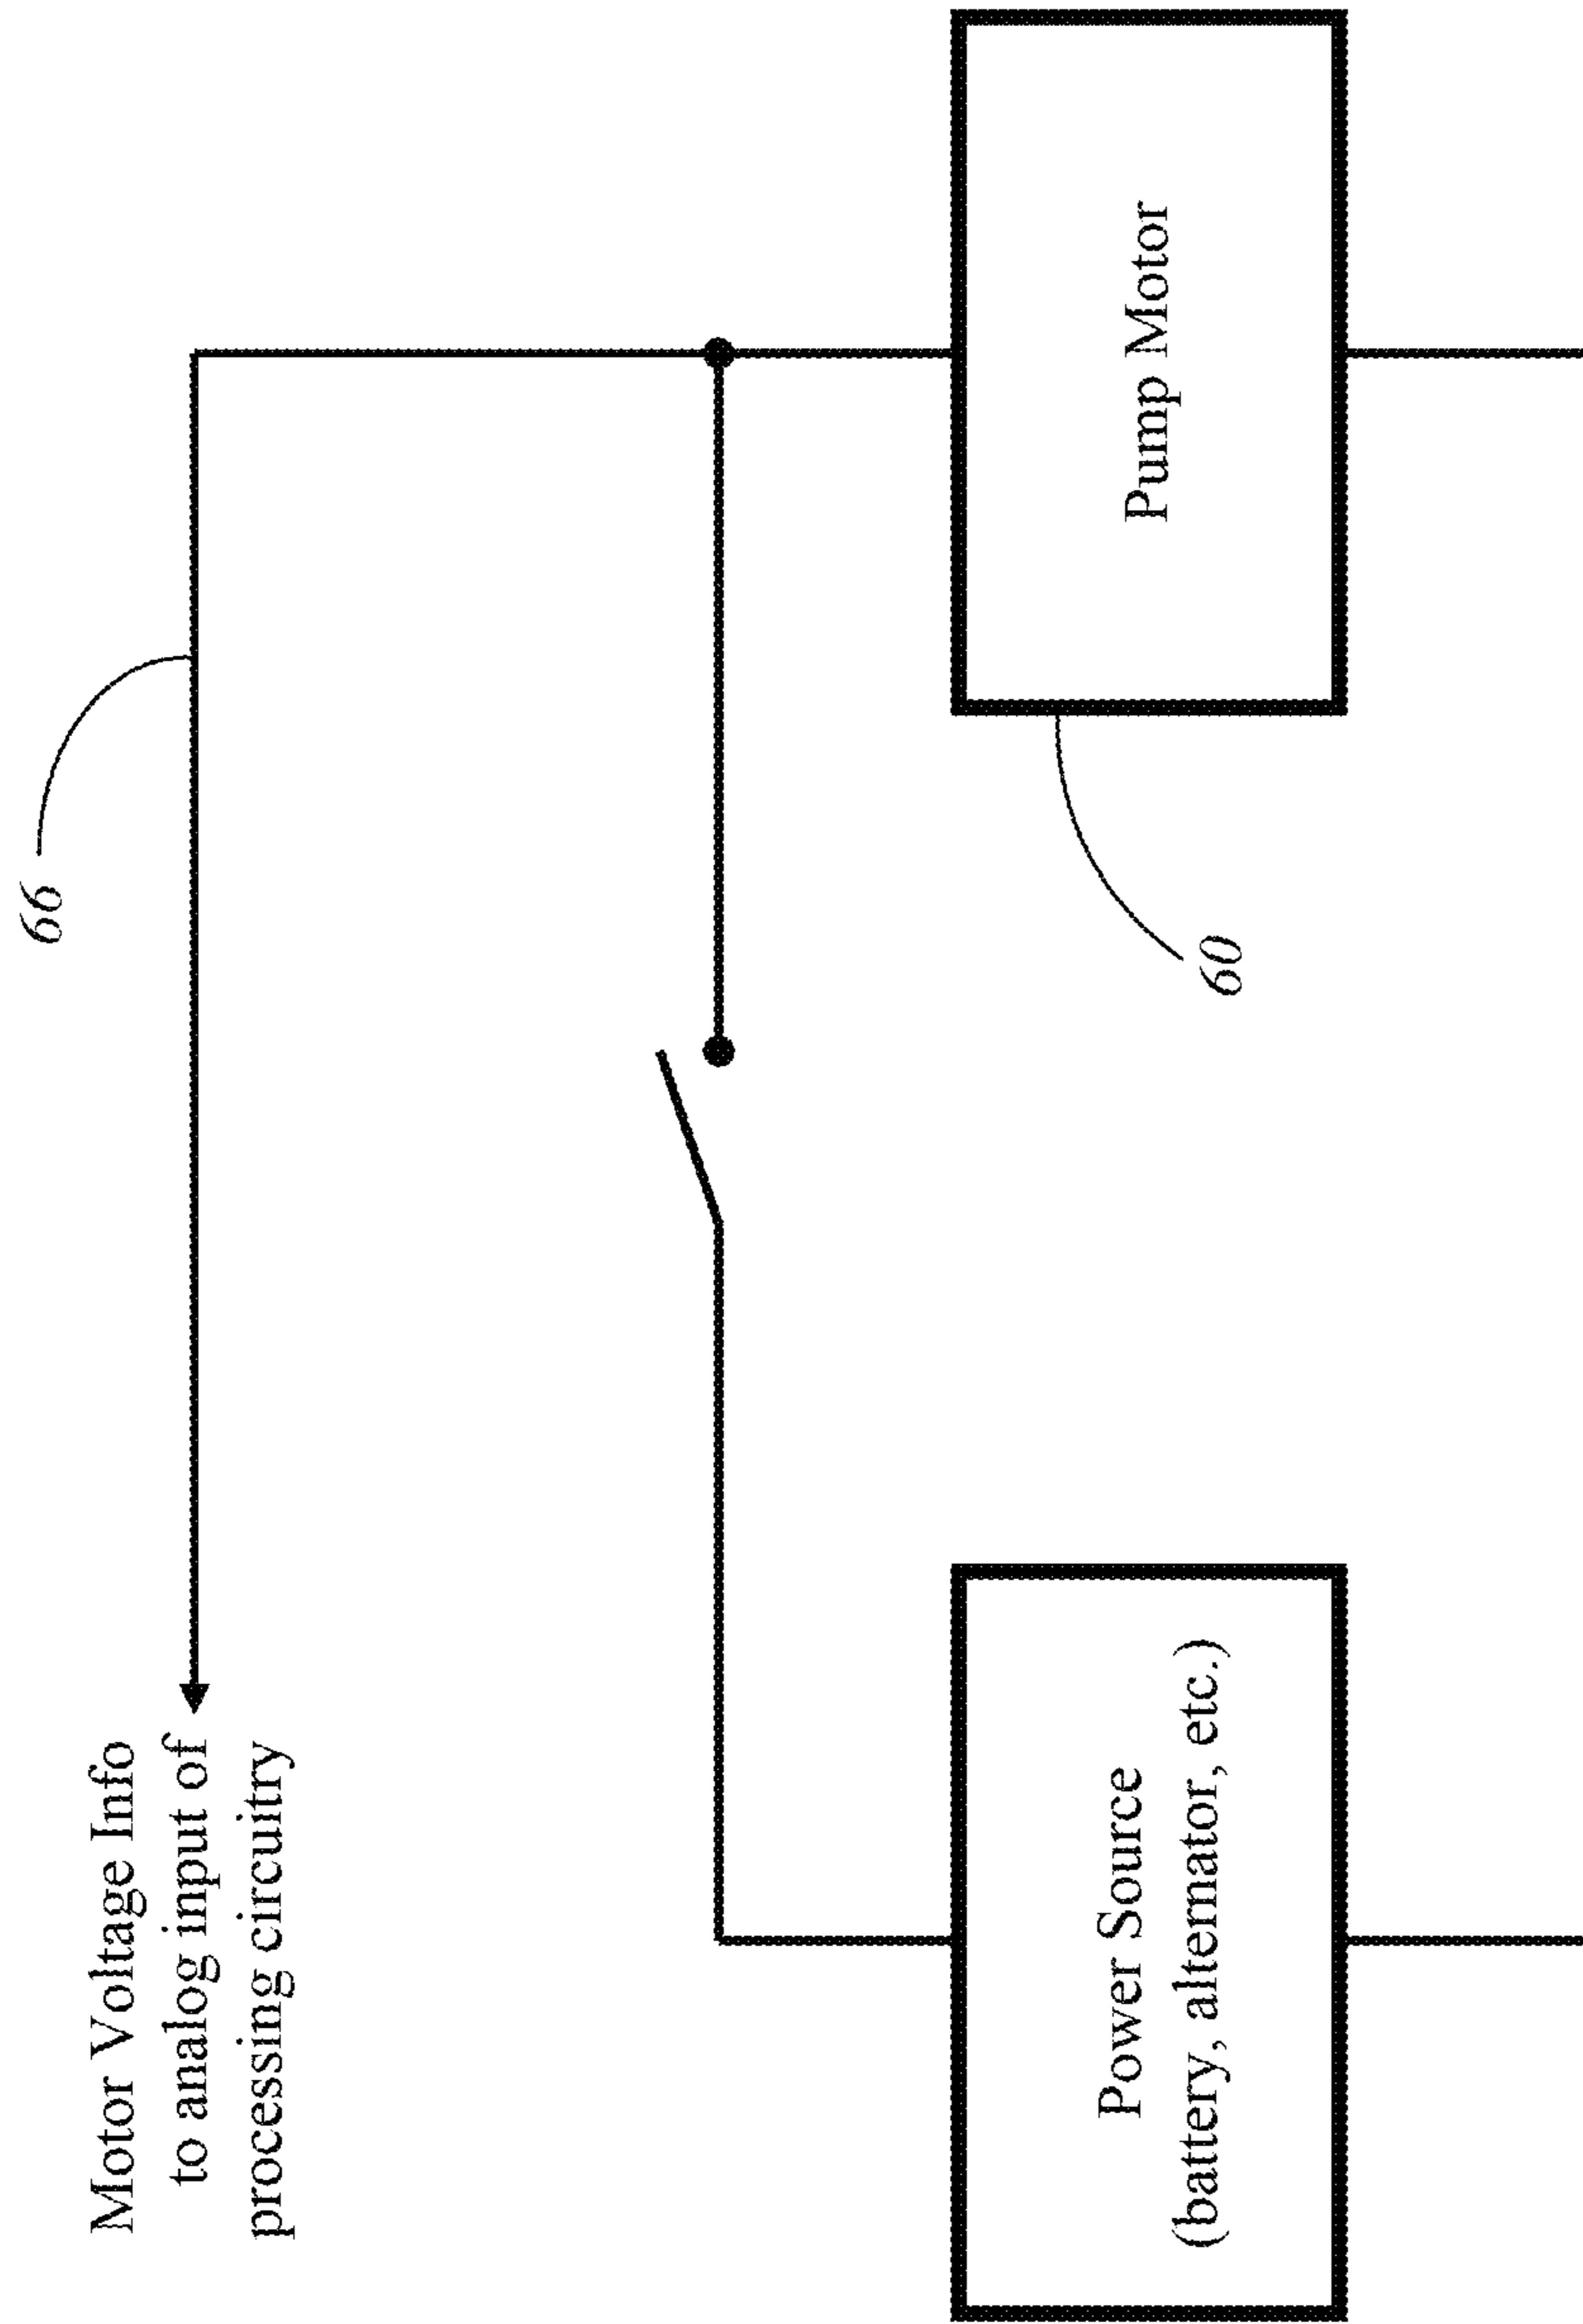 Motor Voltage Info
to analog input of
processing circuitry
66
60
Power Source
(battery, alternator, etc.)
Pump Motor